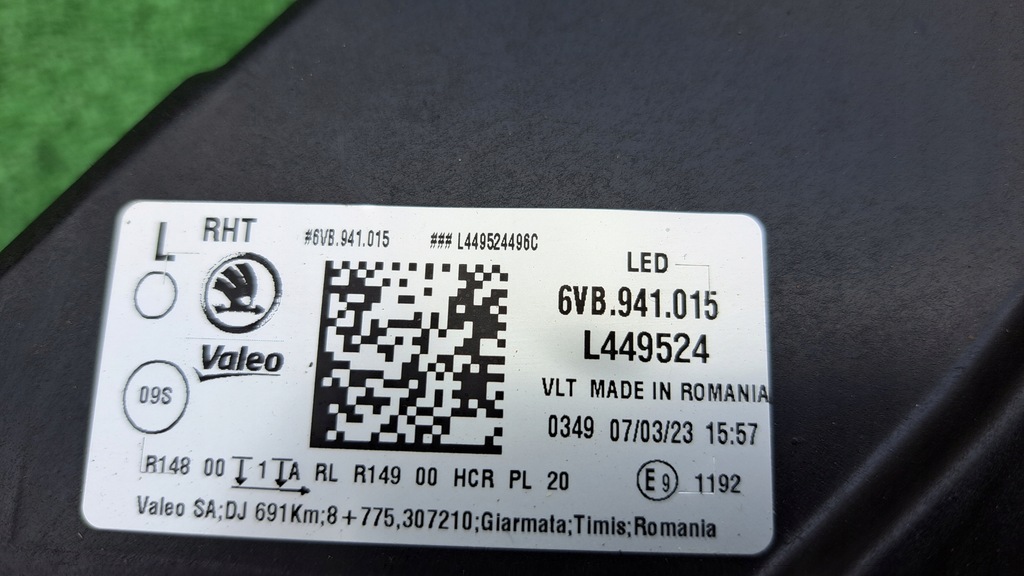 L RHT #6VB.941.015 ### L449524496C
LED
6VB.941.015
L449524
Valeo
VLT MADE IN ROMANIA
09S
0349 07/03/23 15:57
R148 00 1 A RL R149 00 HCR PL 20 E9 1192
Valeo SA;DJ 691Km;8+775,307210;Giarmata;Timis;Romania